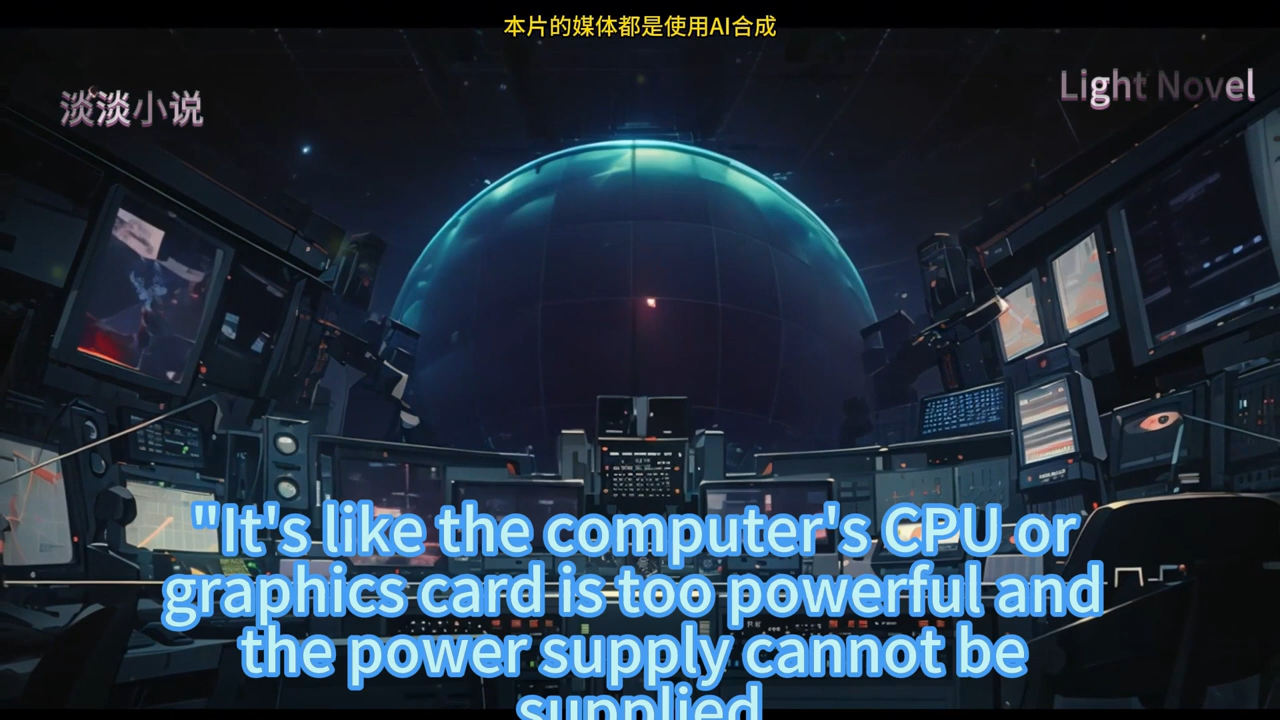 本片的媒体都是使用AI合成
淡淡小说
Light Novel
"It's like the computer's CPU or
graphics card is too powerful and
the power supply cannot be
supplied